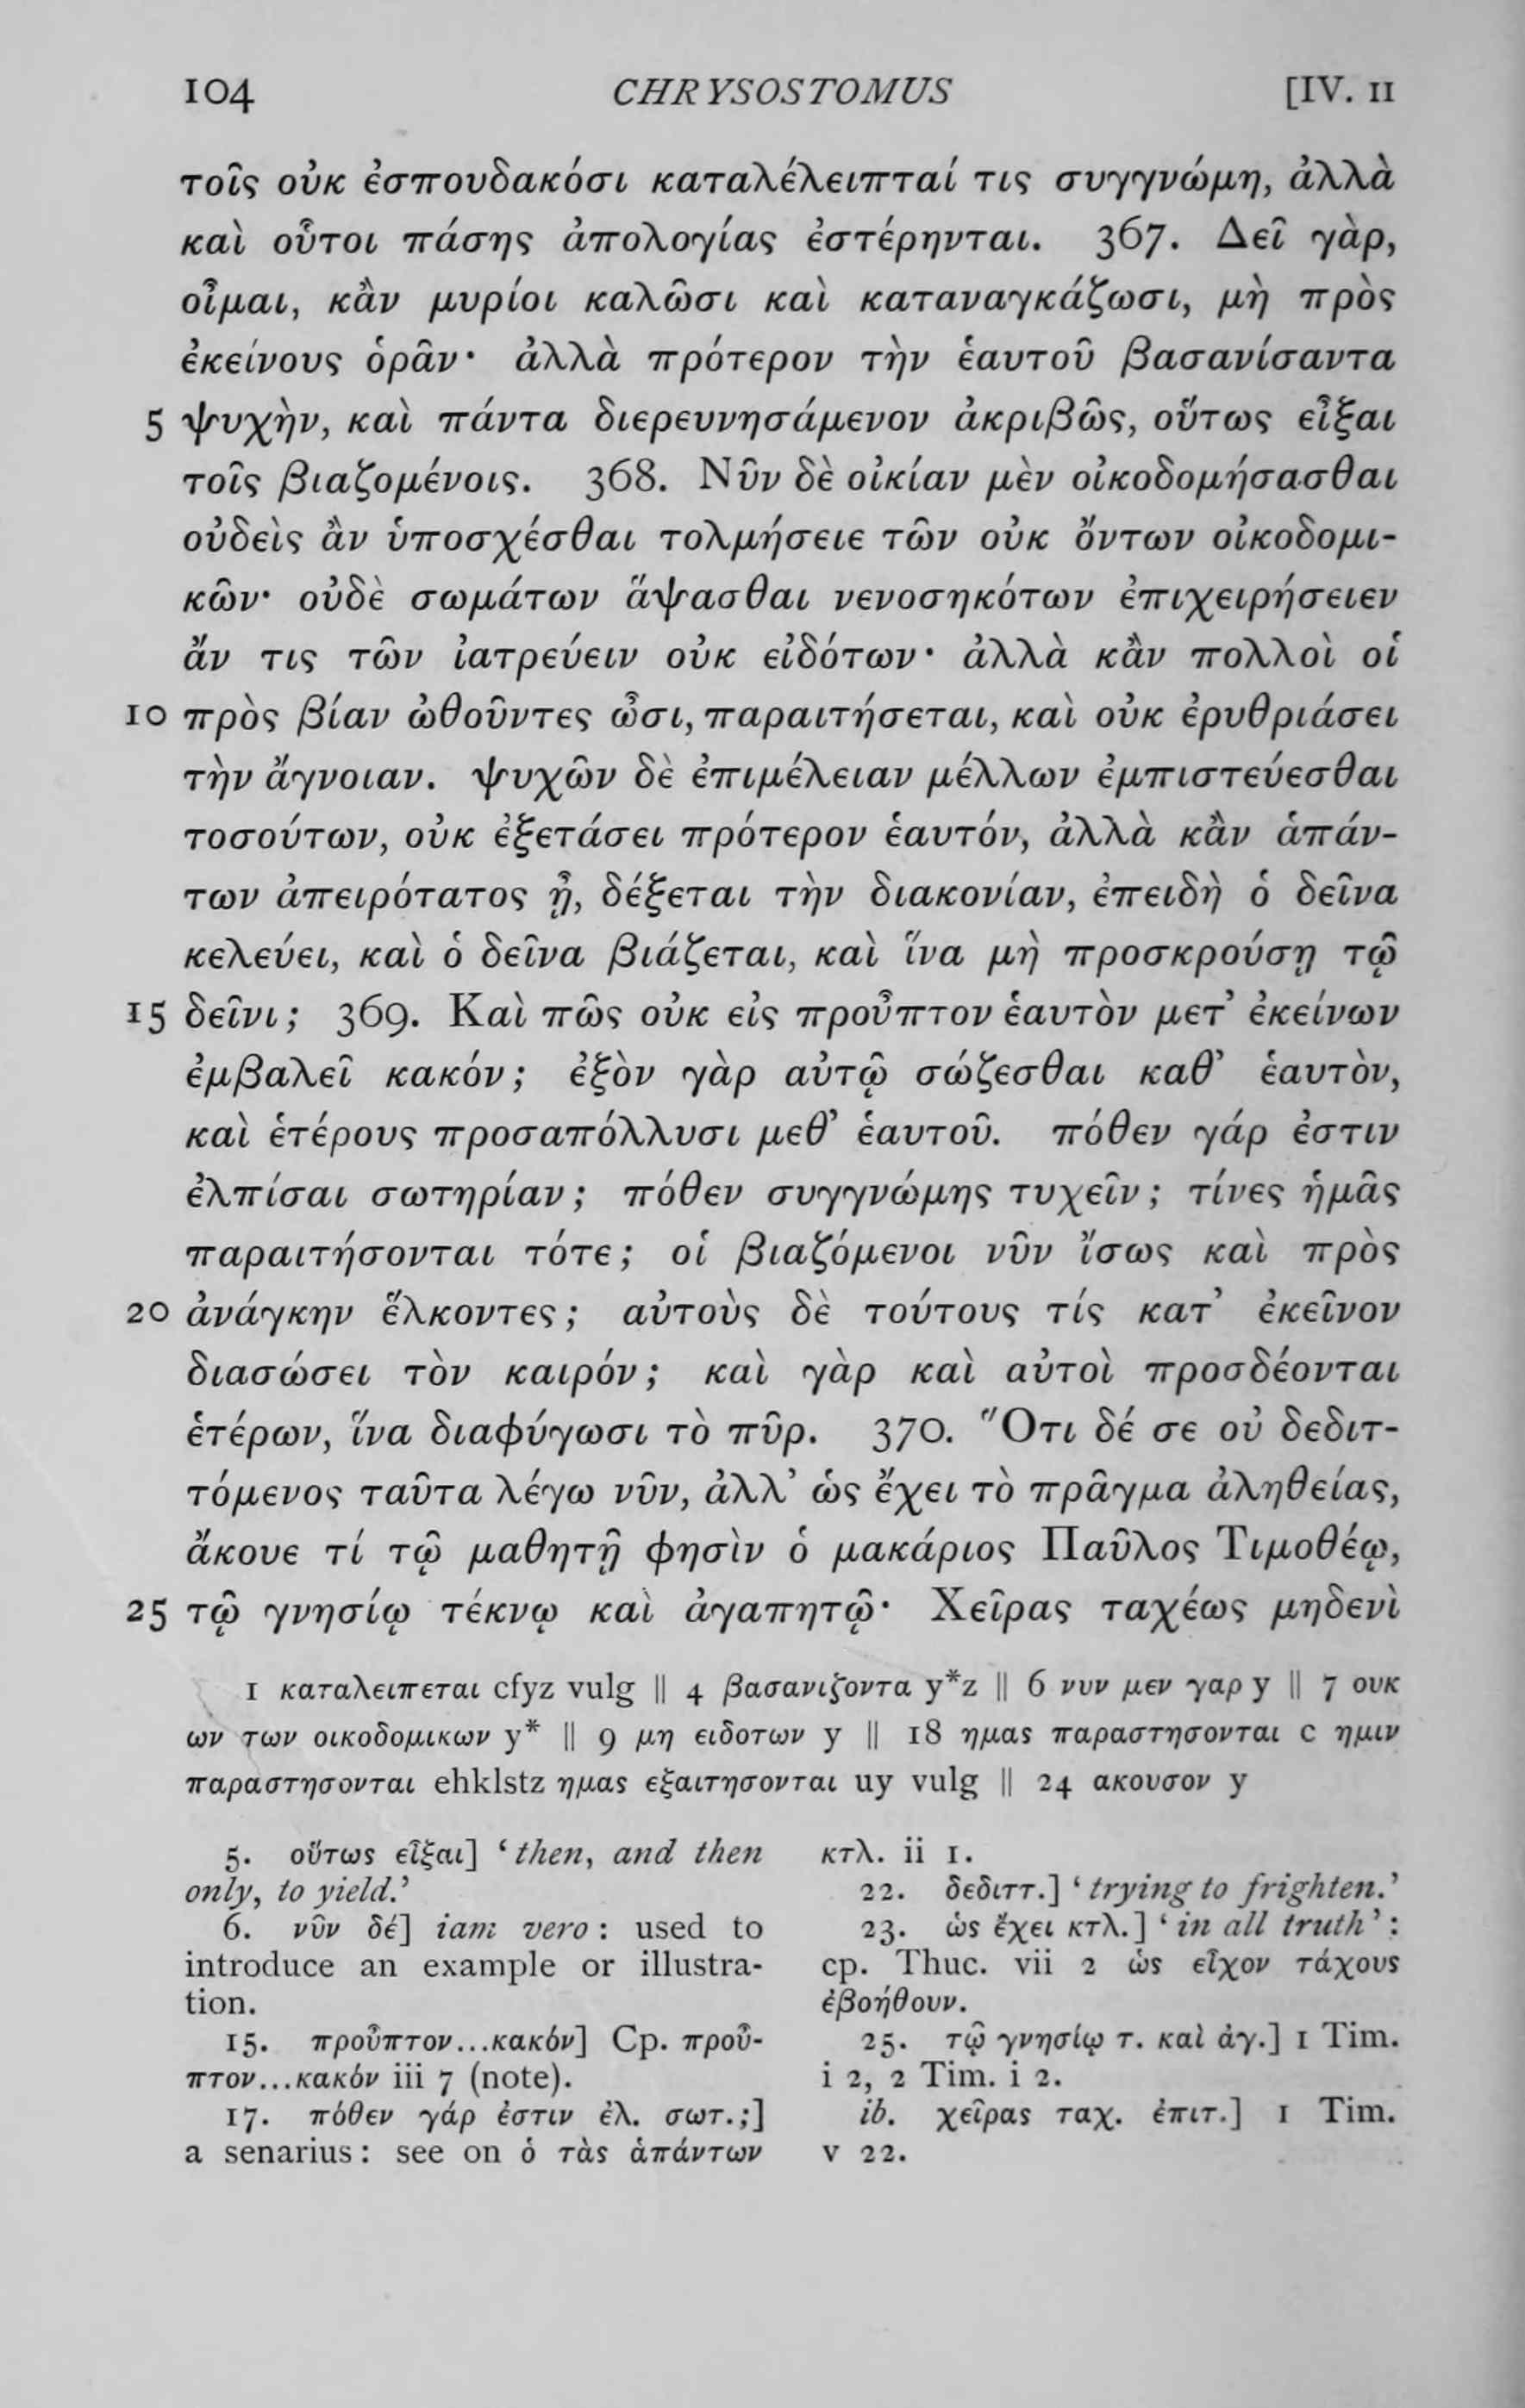 104 CHRYSOSTOMUS [IV. 11
τοῖς οὐκ ἐσπουδακόσι καταλέλειπταί τις συγγνώμη, ἀλλὰ
καὶ οὗτοι πάσης ἀπολογίας ἐστέρηνται. 367. Δεῖ γὰρ,
οἶμαι, κἂν μυρίοι καλῶσι καὶ καταναγκάζωσι, μὴ πρὸς
ἐκείνους ὁρᾶν· ἀλλὰ πρότερον τὴν ἑαυτοῦ βασανίσαντα
5 ψυχὴν, καὶ πάντα διερευνησάμενον ἀκριβῶς, οὕτως εἶξαι
τοῖς βιαζομένοις. 368. Νῦν δὲ οἰκίαν μὲν οἰκοδομήσασθαι
οὐδεὶς ἂν ὑποσχέσθαι τολμήσειε τῶν οὐκ ὄντων οἰκοδομι-
κῶν· οὐδὲ σωμάτων ἅψασθαι νενοσηκότων ἐπιχειρήσειεν
ἄν τις τῶν ἰατρεύειν οὐκ εἰδότων· ἀλλὰ κἂν πολλοὶ οἱ
10 πρὸς βίαν ὠθοῦντες ὦσι, παραιτήσεται, καὶ οὐκ ἐρυθριάσει
τὴν ἄγνοιαν. ψυχῶν δὲ ἐπιμέλειαν μέλλων ἐμπιστεύεσθαι
τοσούτων, οὐκ ἐξετάσει πρότερον ἑαυτόν, ἀλλὰ κἂν ἁπάν-
των ἀπειρότατος ᾖ, δέξεται τὴν διακονίαν, ἐπειδὴ ὁ δεῖνα
κελεύει, καὶ ὁ δεῖνα βιάζεται, καὶ ἵνα μὴ προσκρούσῃ τῷ
15 δεῖνι; 369. Καὶ πῶς οὐκ εἰς προὖπτον ἑαυτὸν μετ’ ἐκείνων
ἐμβαλεῖ κακόν; ἐξὸν γὰρ αὐτῷ σώζεσθαι καθ’ ἑαυτὸν,
καὶ ἑτέρους προσαπόλλυσι μεθ’ ἑαυτοῦ. πόθεν γάρ ἐστιν
ἐλπίσαι σωτηρίαν; πόθεν συγγνώμης τυχεῖν; τίνες ἡμᾶς
παραιτήσονται τότε; οἱ βιαζόμενοι νῦν ἴσως καὶ πρὸς
20 ἀνάγκην ἕλκοντες; αὐτοὺς δὲ τούτους τίς κατ’ ἐκεῖνον
διασώσει τὸν καιρόν; καὶ γὰρ καὶ αὐτοὶ προσδέονται
ἑτέρων, ἵνα διαφύγωσι τὸ πῦρ. 370. Ὅτι δέ σε οὐ δεδιτ-
τόμενος ταῦτα λέγω νῦν, ἀλλ’ ὡς ἔχει τὸ πρᾶγμα ἀληθείας,
ἄκουε τί τῷ μαθητῇ φησὶν ὁ μακάριος Παῦλος Τιμοθέῳ,
25 τῷ γνησίῳ τέκνῳ καὶ ἀγαπητῷ· Χεῖρας ταχέως μηδενὶ
1 καταλειπεται cfyz vulg || 4 βασανιζοντα y*z || 6 νυν μεν γαρ y || 7 ουκ
ων των οικοδομικων y* || 9 μη ειδοτων y || 18 ημας παραστησονται c ημιν
παραστησονται ehklstz ημας εξαιτησονται uy vulg || 24 ακουσον y
5. οὕτως εἶξαι] ‘then, and then
only, to yield.’
6. νῦν δέ] iam vero: used to
introduce an example or illustra-
tion.
15. προὖπτον...κακόν] Cp. προὖ-
πτον...κακόν iii 7 (note).
17. πόθεν γάρ ἐστιν ἐλ. σωτ.;]
a senarius: see on ὁ τὰς ἁπάντων
κτλ. ii 1.
22. δεδιττ.] ‘trying to frighten.’
23. ὡς ἔχει κτλ.] ‘in all truth’:
cp. Thuc. vii 2 ὡς εἶχον τάχους
ἐβοήθουν.
25. τῷ γνησίῳ τ. καὶ ἀγ.] 1 Tim.
i 2, 2 Tim. i 2.
ib. χεῖρας ταχ. ἐπιτ.] 1 Tim.
v 22.